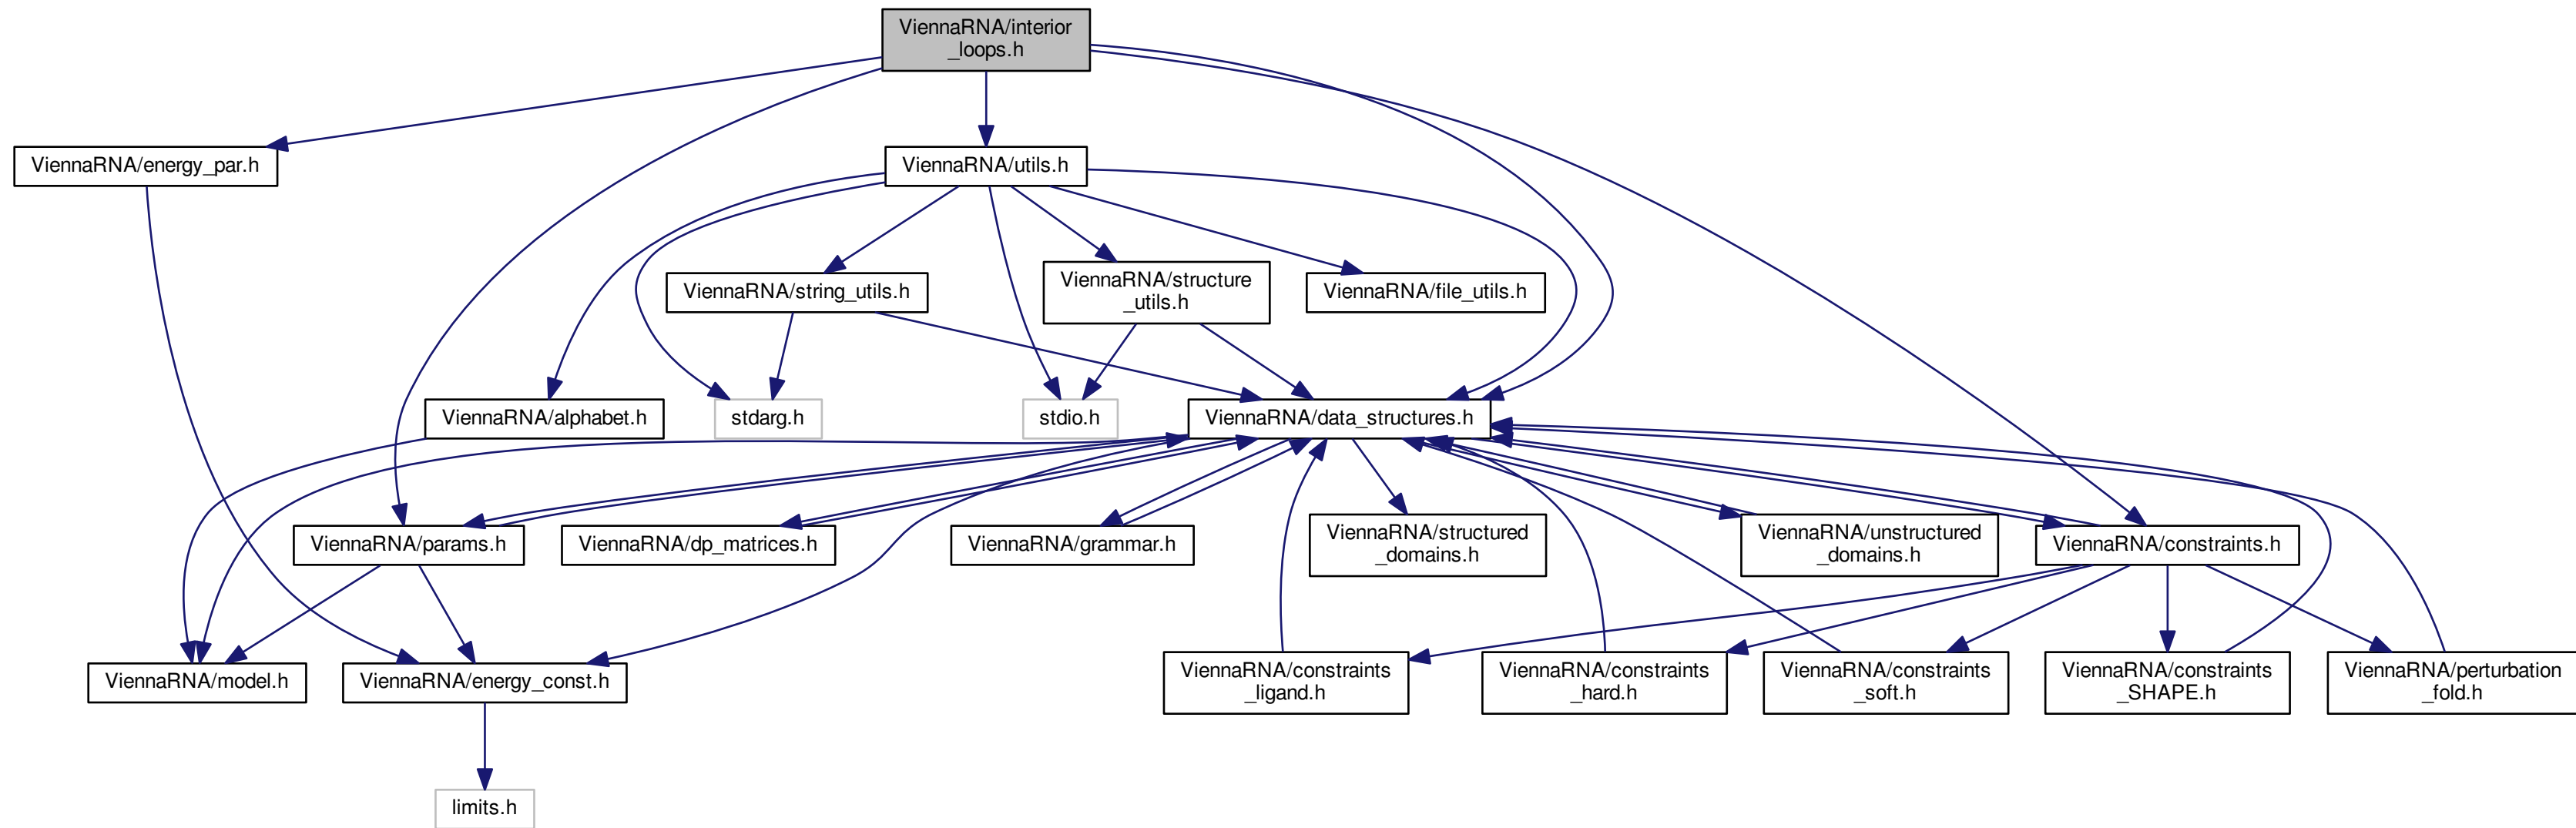 ViennaRNA/interior
_loops.h
ViennaRNA/energy_par.h
ViennaRNA/utils.h
ViennaRNA/string_utils.h
ViennaRNA/structure
_utils.h
ViennaRNA/file_utils.h
ViennaRNA/alphabet.h
stdarg.h
stdio.h
ViennaRNA/data_structures.h
ViennaRNA/params.h
ViennaRNA/dp_matrices.h
ViennaRNA/grammar.h
ViennaRNA/structured
_domains.h
ViennaRNA/unstructured
_domains.h
ViennaRNA/constraints.h
ViennaRNA/model.h
ViennaRNA/energy_const.h
ViennaRNA/constraints
_ligand.h
ViennaRNA/constraints
_hard.h
ViennaRNA/constraints
_soft.h
ViennaRNA/constraints
_SHAPE.h
ViennaRNA/perturbation
_fold.h
limits.h